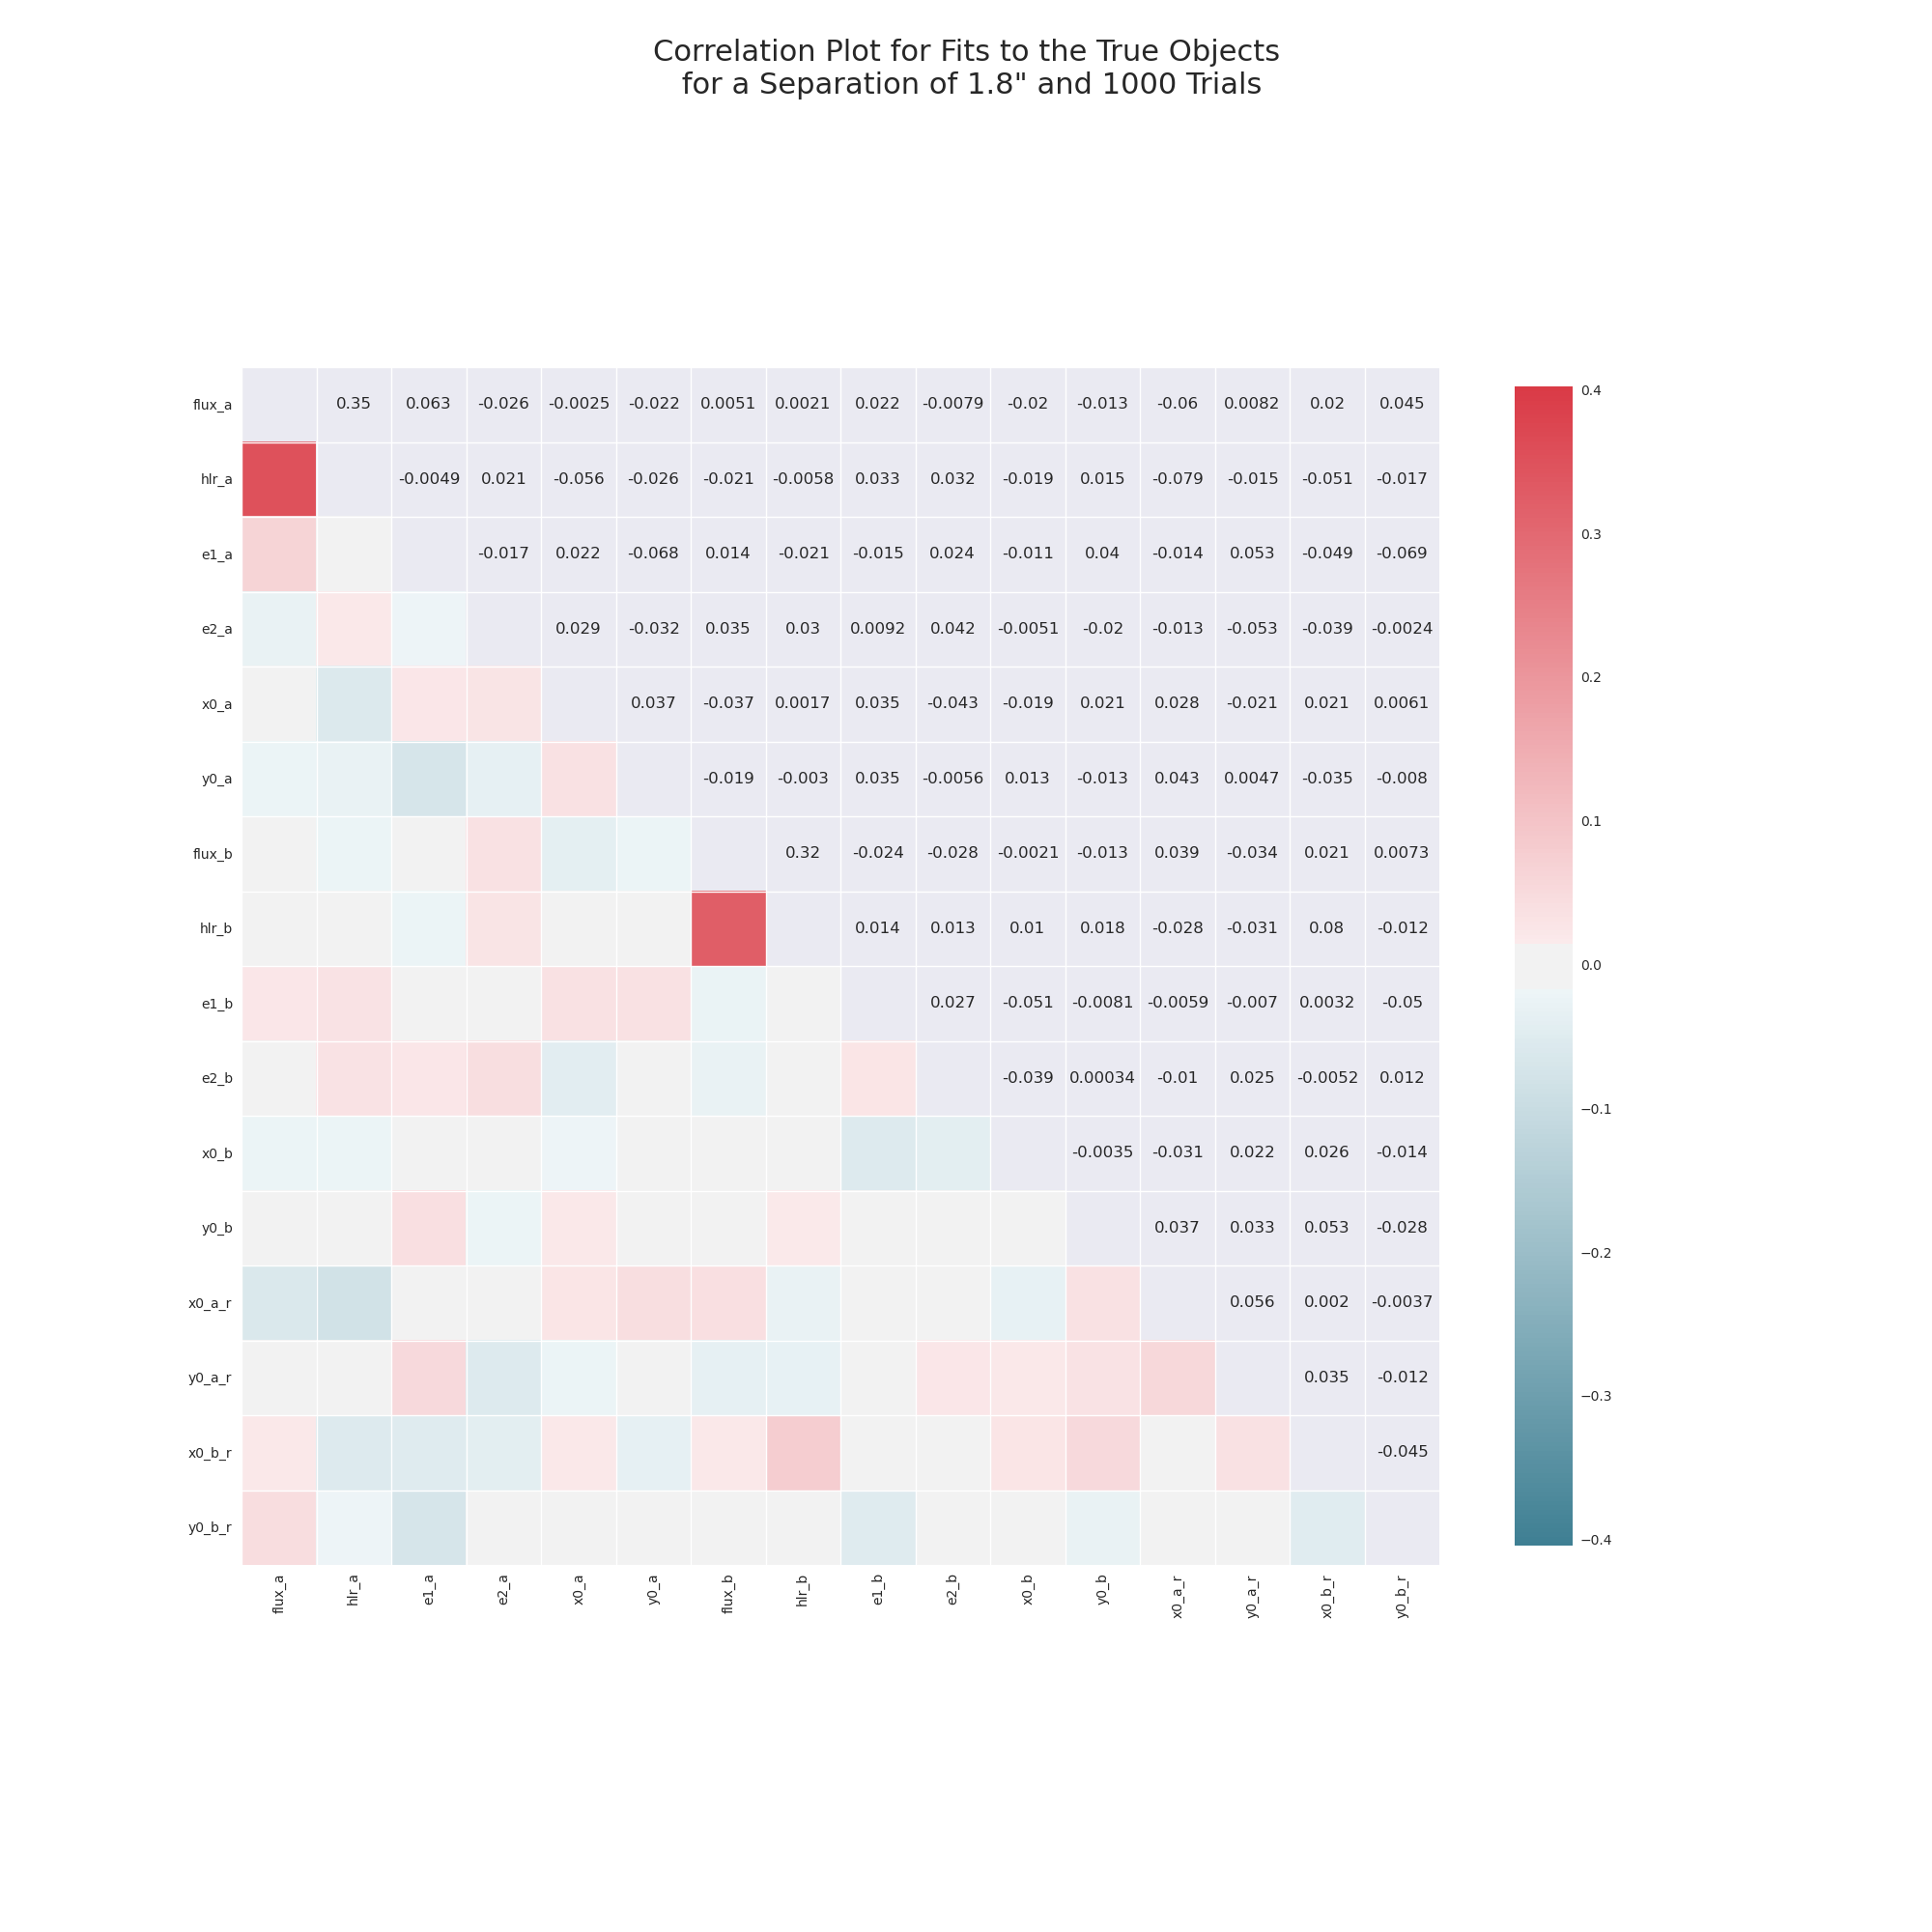 Correlation Plot for Fits to the True Objects
for a Separation of 1.8" and 1000 Trials
flux_a 0.35 0.063 -0.026 -0.0025 -0.022 0.0051 0.0021 0.022 -0.0079 -0.02 -0.013 -0.06 0.0082 0.02 0.045
hlr_a -0.0049 0.021 -0.056 -0.026 -0.021 -0.0058 0.033 0.032 -0.019 0.015 -0.079 -0.015 -0.051 -0.017
e1_a -0.017 0.022 -0.068 0.014 -0.021 -0.015 0.024 -0.011 0.04 -0.014 0.053 -0.049 -0.069
e2_a 0.029 -0.032 0.035 0.03 0.0092 0.042 -0.0051 -0.02 -0.013 -0.053 -0.039 -0.0024
x0_a 0.037 -0.037 0.0017 0.035 -0.043 -0.019 0.021 0.028 -0.021 0.021 0.0061
y0_a -0.019 -0.003 0.035 -0.0056 0.013 -0.013 0.043 0.0047 -0.035 -0.008
flux_b 0.32 -0.024 -0.028 -0.0021 -0.013 0.039 -0.034 0.021 0.0073
hlr_b 0.014 0.013 0.01 0.018 -0.028 -0.031 0.08 -0.012
e1_b 0.027 -0.051 -0.0081 -0.0059 -0.007 0.0032 -0.05
e2_b -0.039 0.00034 -0.01 0.025 -0.0052 0.012
x0_b -0.0035 -0.031 0.022 0.026 -0.014
y0_b 0.037 0.033 0.053 -0.028
x0_a_r 0.056 0.002 -0.0037
y0_a_r 0.035 -0.012
x0_b_r -0.045
y0_b_r
flux_a hlr_a e1_a e2_a x0_a y0_a flux_b hlr_b e1_b e2_b x0_b y0_b x0_a_r y0_a_r x0_b_r y0_b_r
0.4
0.3
0.2
0.1
0.0
−0.1
−0.2
−0.3
−0.4